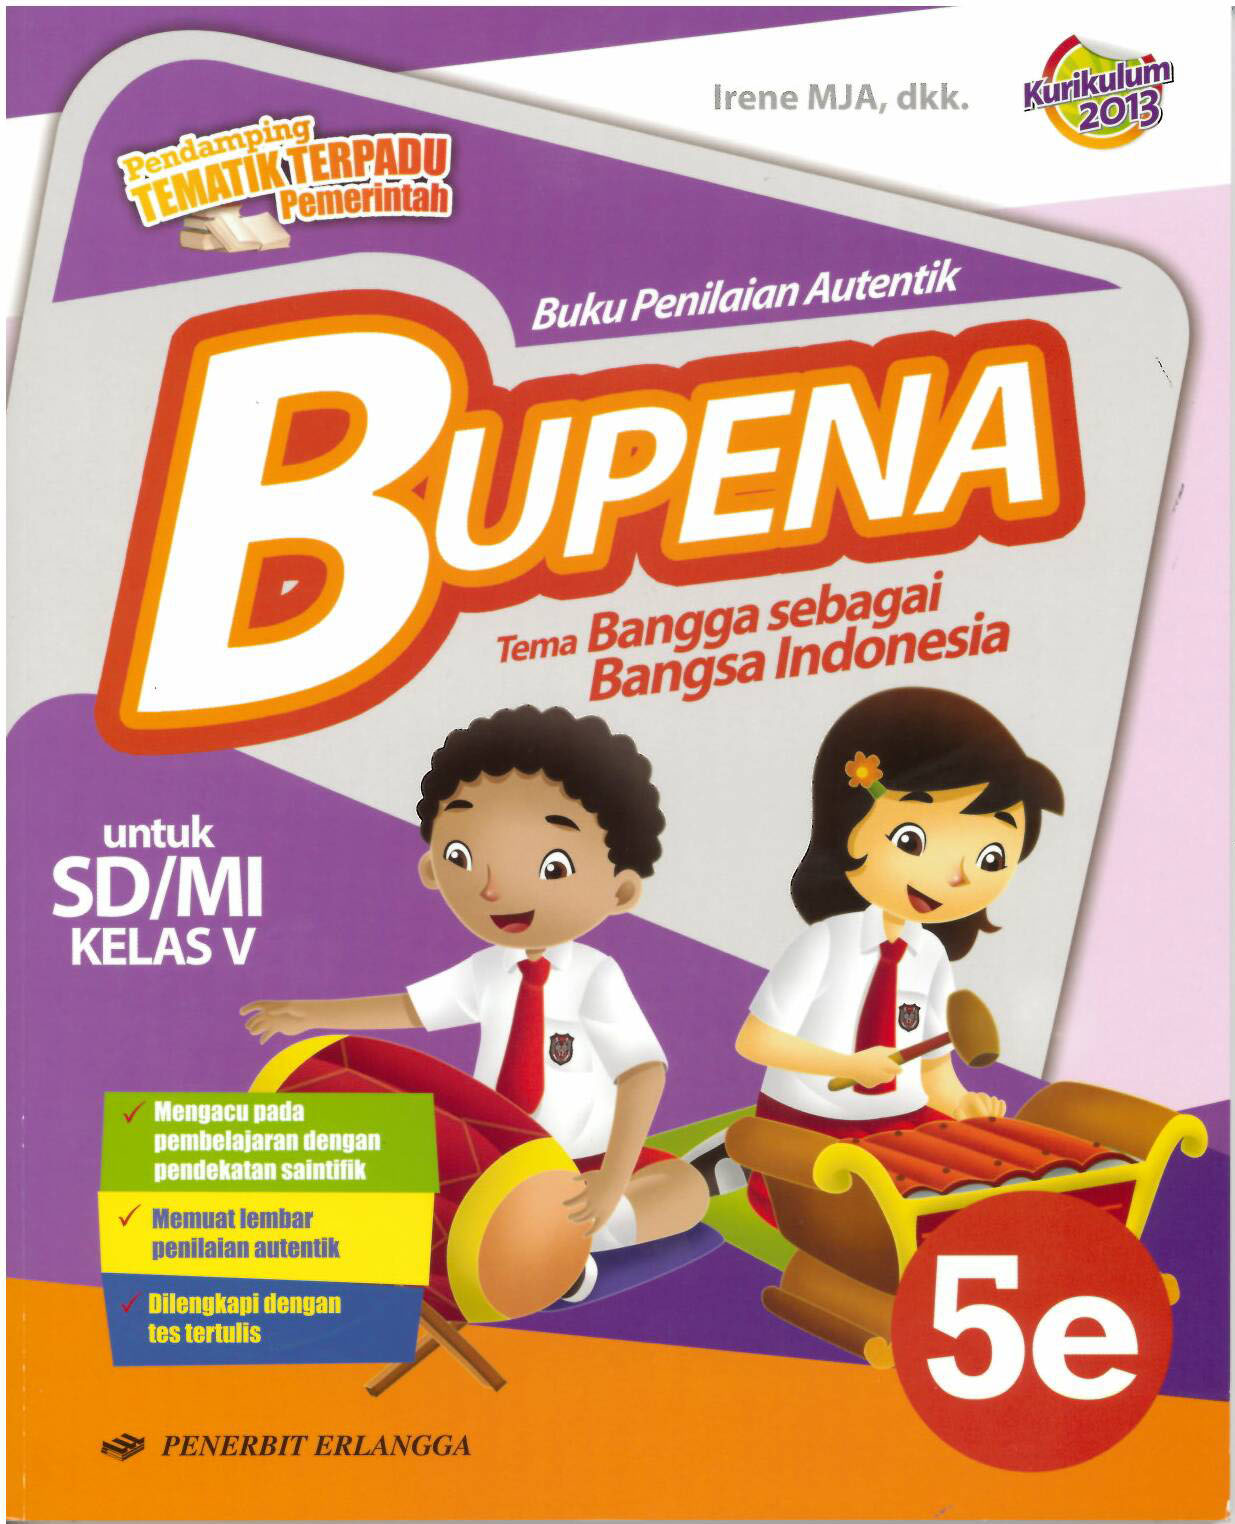 Irene MJA, dkk.
Kurikulum
2013
Pendamping
TEMATIK TERPADU
Pemerintah
Buku Penilaian Autentik
BUPENA
Tema Bangga sebagai
Bangsa Indonesia
untuk
SD/MI
KELAS V
Mengacu pada
pembelajaran dengan
pendekatan saintifik
Memuat lembar
penilaian autentik
Dilengkapi dengan
tes tertulis
5e
PENERBIT ERLANGGA